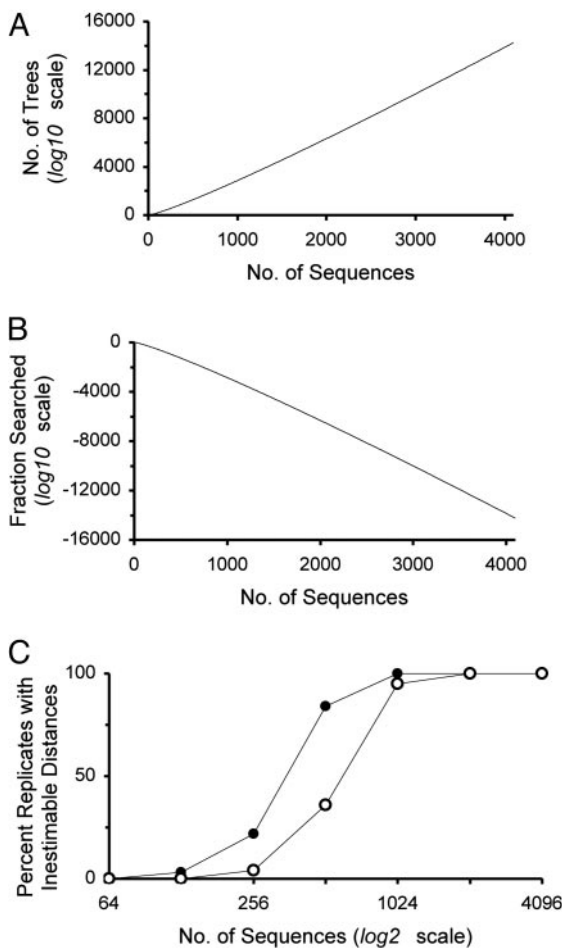 A
No. of Trees
(log10 scale)
16000
12000
8000
4000
0
0 1000 2000 3000 4000
No. of Sequences
B
Fraction Searched
(log10 scale)
0
-4000
-8000
-12000
-16000
0 1000 2000 3000 4000
No. of Sequences
C
Percent Replicates with
Inestimable Distances
100
50
0
64 256 1024 4096
No. of Sequences (log2 scale)